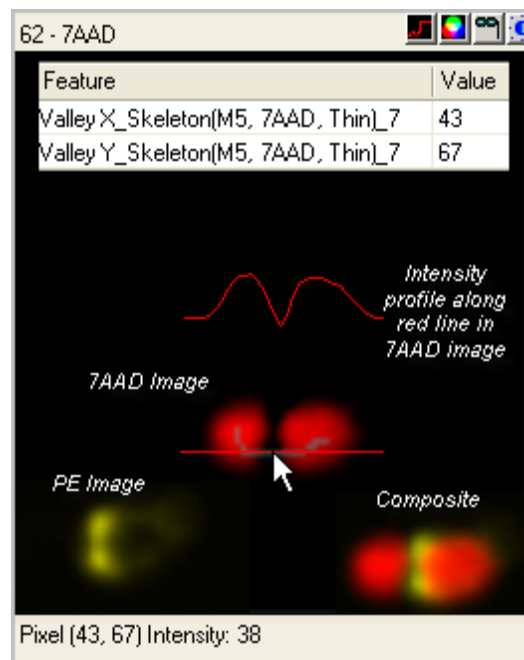 62 - 7AAD
Feature Value
Valley X_Skeleton(M5, 7AAD, Thin)_7 43
Valley Y_Skeleton(M5, 7AAD, Thin)_7 67
Intensity
profile along
red line in
7AAD image
7AAD Image
PE Image
Composite
Pixel (43, 67) Intensity: 38